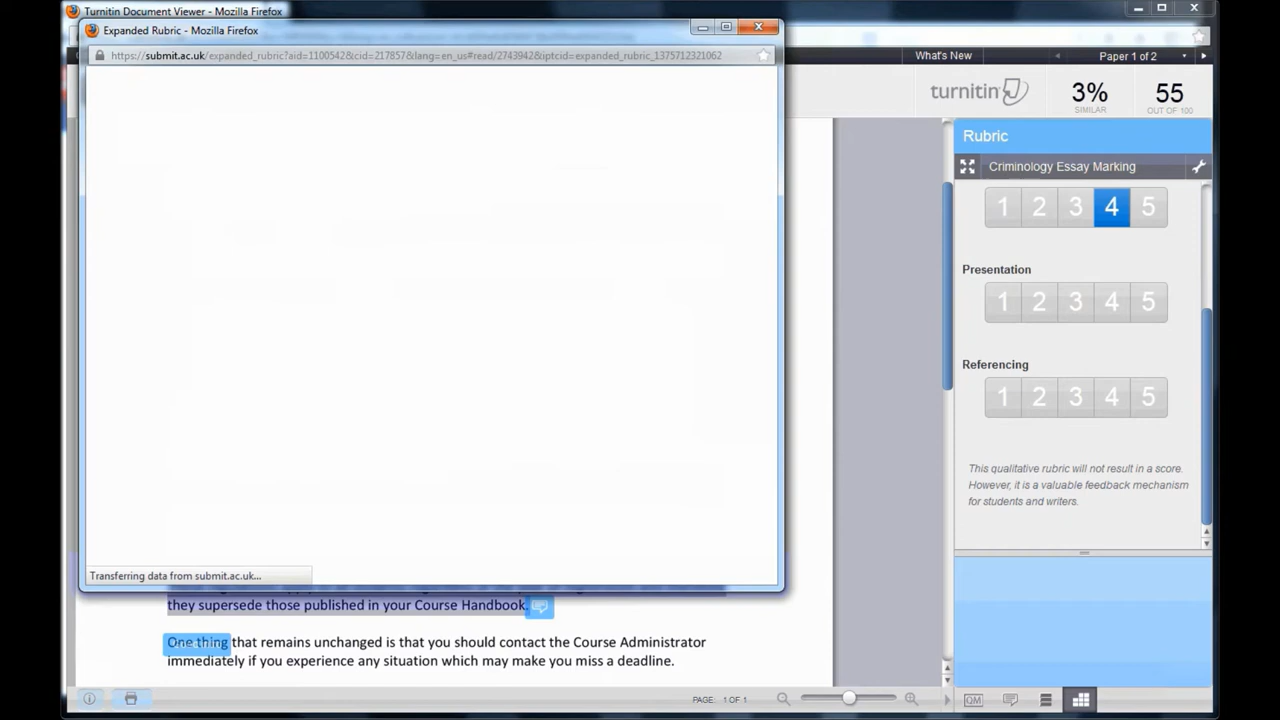 Turnitin Document Viewer - Mozilla Firefox
Expanded Rubric - Mozilla Firefox
https://submit.ac.uk/expanded_rubric?aid=1100542&cid=217857&lang=en_us#read/2743942&iptcid=expanded_rubric_1375712321062
What's New
Paper 1 of 2
turnitin
3%
SIMILAR
55
OUT OF 100
Rubric
Criminology Essay Marking
1 2 3 4 5
Presentation
1 2 3 4 5
Referencing
1 2 3 4 5
This qualitative rubric will not result in a score.
However, it is a valuable feedback mechanism
for students and writers.
Transferring data from submit.ac.uk...
they supersede those published in your Course Handbook.
One thing that remains unchanged is that you should contact the Course Administrator
immediately if you experience any situation which may make you miss a deadline.
PAGE: 1 OF 1
QM